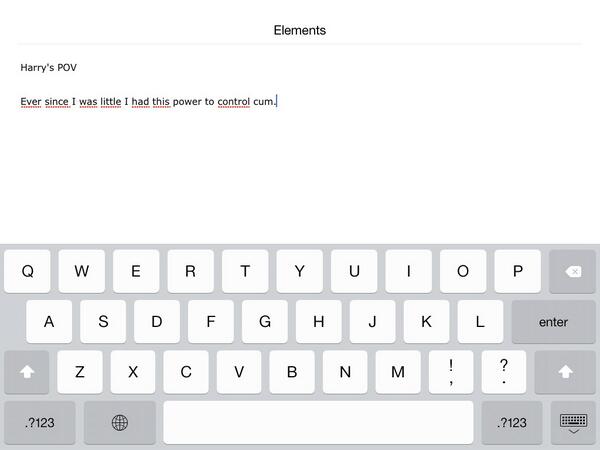 Elements
Harry's POV
Ever since I was little I had this power to control cum.
Q W E R T Y U I O P
A S D F G H J K L enter
Z X C V B N M ! , ? .
.?123 .?123